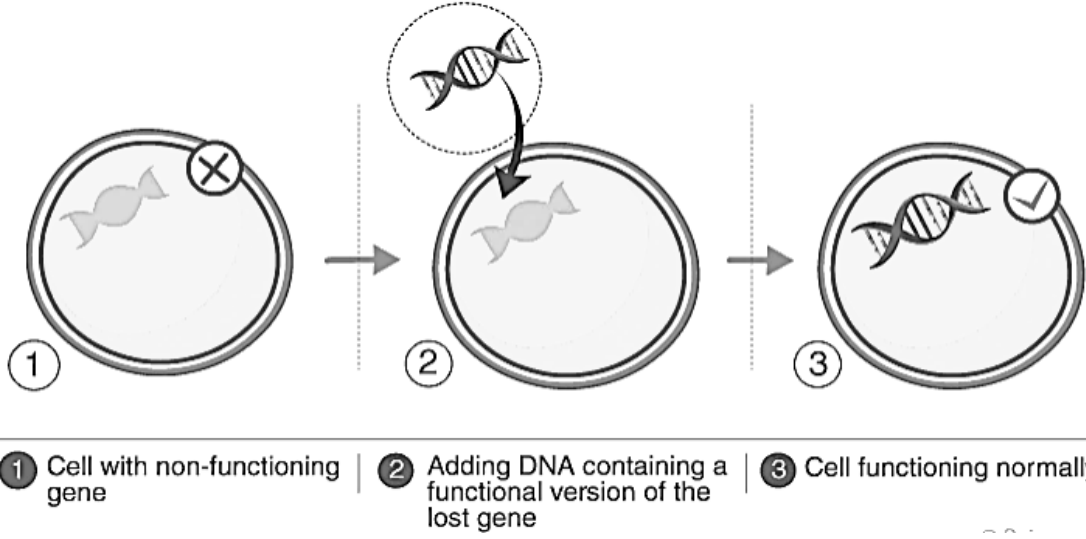 1
2
3
1 Cell with non-functioning
gene
2 Adding DNA containing a
functional version of the
lost gene
3 Cell functioning normally